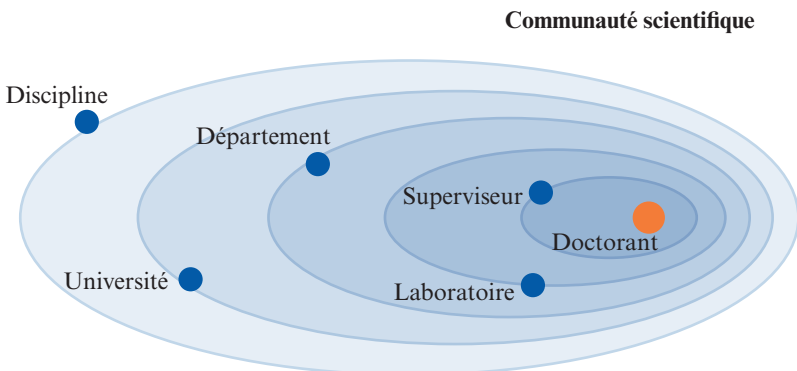 Communauté scientifique
Discipline
Département
Superviseur
Doctorant
Université
Laboratoire